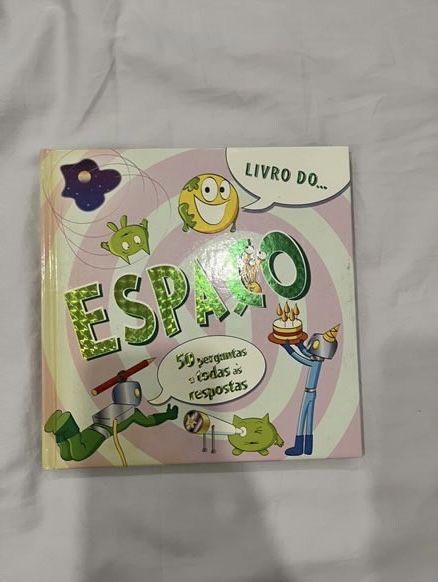 LIVRO DO...
ESPAÇO
50 perguntas
e todas as
respostas